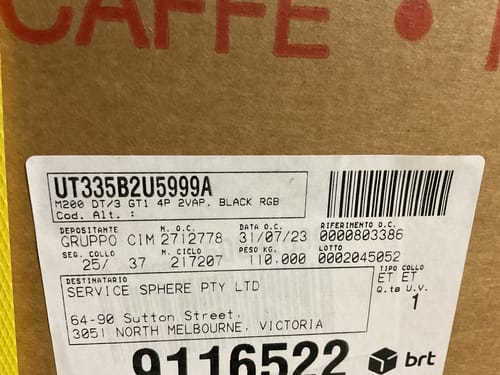 CAFFE •
UT335B2U5999A
M200 DT/3 GT1 4P 2VAP. BLACK RGB
Cod. Alt. :
DEPOSITANTE N. O.C. DATA O.C. RIFERIMENTO O.C.
GRUPPO CIM 2712778 31/07/23 0000803386
SEQ. COLLO N. CICLO PESO KG. LOTTO
25/ 37 217207 110.000 0002045052
TIPO COLLO
ET ET
Q.ta U.V.
1
DESTINATARIO
SERVICE SPHERE PTY LTD
64-90 Sutton Street,
3051 NORTH MELBOURNE, VICTORIA
9116522 brt